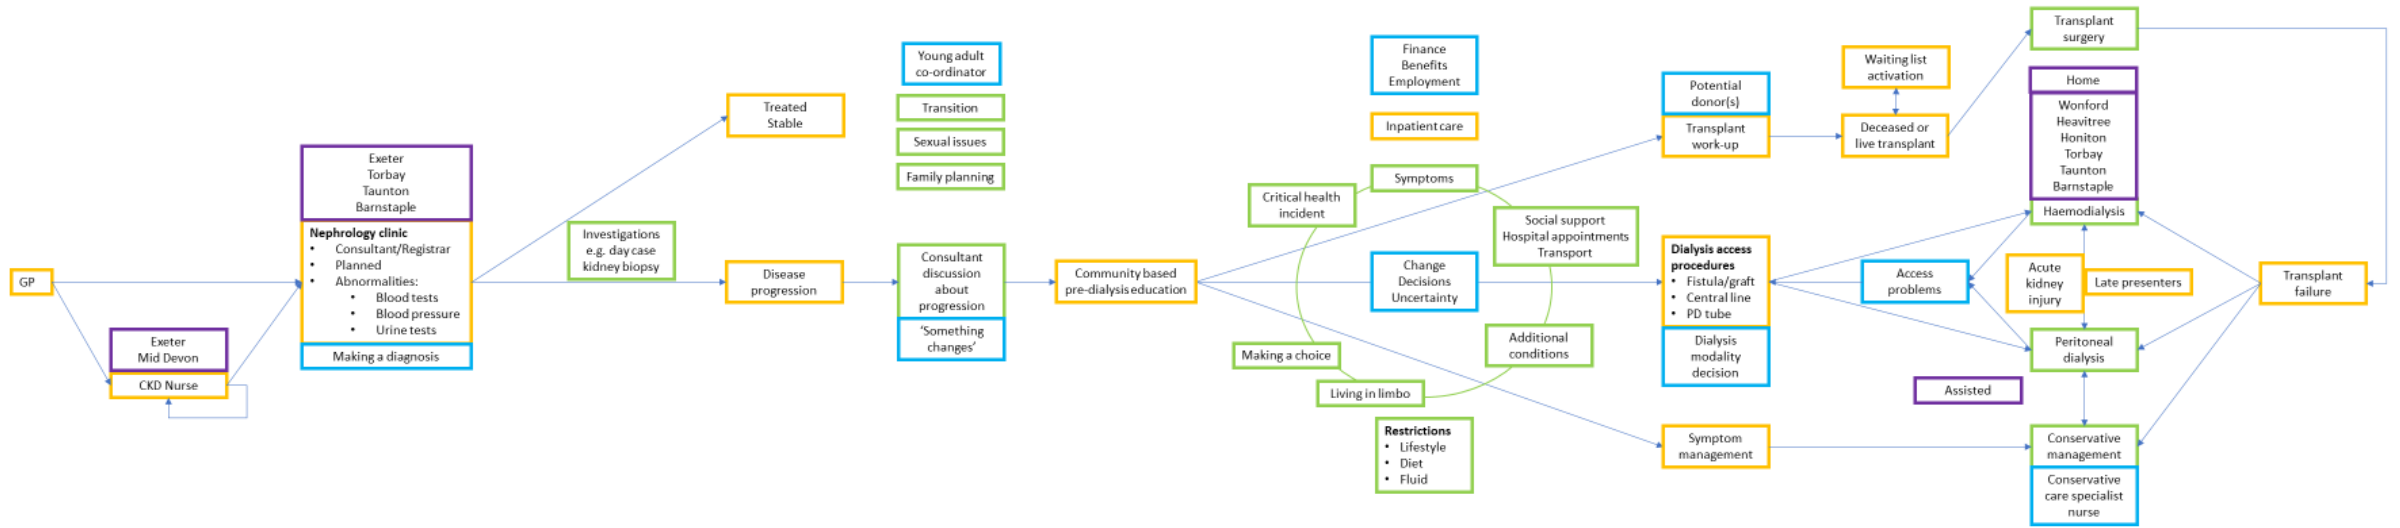 GP
Exeter
Mid Devon
CKD Nurse
Exeter
Torbay
Taunton
Barnstaple
Nephrology clinic
• Consultant/Registrar
• Planned
• Abnormalities:
• Blood tests
• Blood pressure
• Urine tests
Making a diagnosis
Investigations
e.g. day case
kidney biopsy
Treated
Stable
Disease
progression
Young adult
co-ordinator
Transition
Sexual issues
Family planning
Consultant
discussion
about
progression
'Something
changes'
Community based
pre-dialysis education
Finance
Benefits
Employment
Inpatient care
Symptoms
Critical health
incident
Social support
Hospital appointments
Transport
Change
Decisions
Uncertainty
Additional
conditions
Making a choice
Living in limbo
Restrictions
• Lifestyle
• Diet
• Fluid
Potential
donor(s)
Transplant
work-up
Dialysis access
procedures
• Fistula/graft
• Central line
• PD tube
Dialysis
modality
decision
Symptom
management
Waiting list
activation
Deceased or
live transplant
Access
problems
Assisted
Transplant
surgery
Home
Wonford
Heavitree
Honiton
Torbay
Taunton
Barnstaple
Haemodialysis
Acute
kidney
injury
Late presenters
Peritoneal
dialysis
Conservative
management
Conservative
care specialist
nurse
Transplant
failure